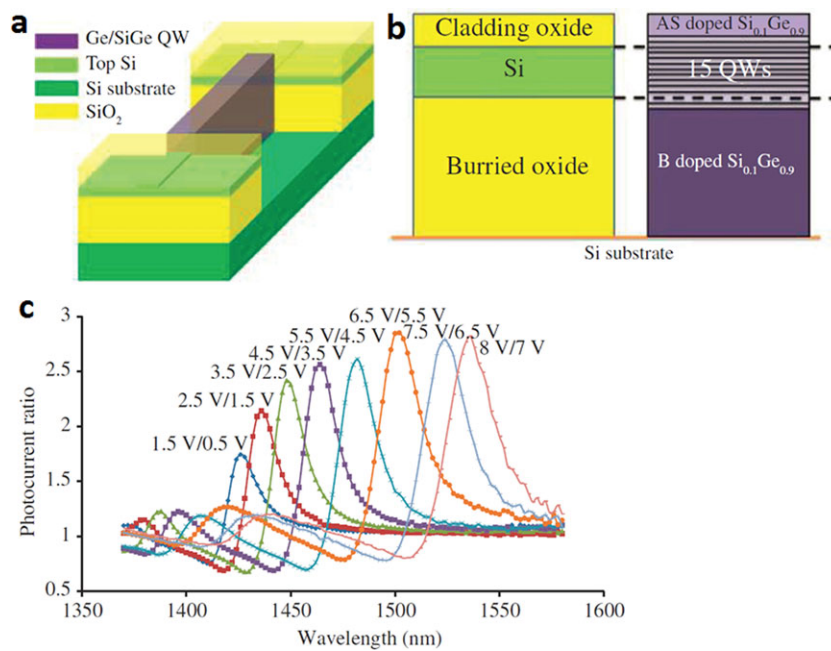 a
Ge/SiGe QW
Top Si
Si substrate
SiO₂
b
Cladding oxide
Si
Burried oxide
AS doped Si₀.₁Ge₀.₉
15 QWs
B doped Si₀.₁Ge₀.₉
Si substrate
c
Photocurrent ratio
3
2.5
2
1.5
1
0.5
6.5 V/5.5 V
5.5 V/4.5 V
7.5 V/6.5 V
4.5 V/3.5 V
8 V/7 V
3.5 V/2.5 V
2.5 V/1.5 V
1.5 V/0.5 V
1350
1400
1450
1500
1550
1600
Wavelength (nm)